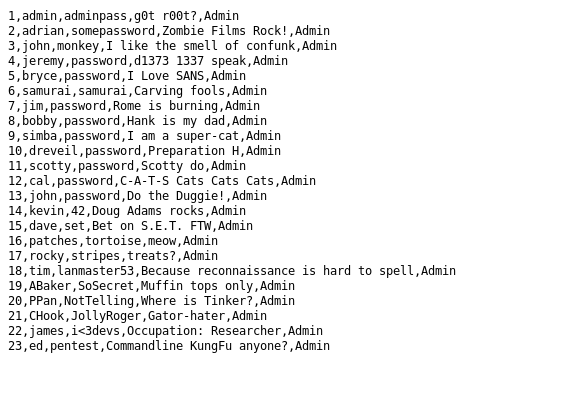 1,admin,adminpass,g0t r00t?,Admin
2,adrian,somepassword,Zombie Films Rock!,Admin
3,john,monkey,I like the smell of confunk,Admin
4,jeremy,password,d1373 1337 speak,Admin
5,bryce,password,I Love SANS,Admin
6,samurai,samurai,Carving fools,Admin
7,jim,password,Rome is burning,Admin
8,bobby,password,Hank is my dad,Admin
9,simba,password,I am a super-cat,Admin
10,dreveil,password,Preparation H,Admin
11,scotty,password,Scotty do,Admin
12,cal,password,C-A-T-S Cats Cats Cats,Admin
13,john,password,Do the Duggie!,Admin
14,kevin,42,Doug Adams rocks,Admin
15,dave,set,Bet on S.E.T. FTW,Admin
16,patches,tortoise,meow,Admin
17,rocky,stripes,treats?,Admin
18,tim,lanmaster53,Because reconnaissance is hard to spell,Admin
19,ABaker,SoSecret,Muffin tops only,Admin
20,PPan,NotTelling,Where is Tinker?,Admin
21,CHook,JollyRoger,Gator-hater,Admin
22,james,i<3devs,Occupation: Researcher,Admin
23,ed,pentest,Commandline KungFu anyone?,Admin